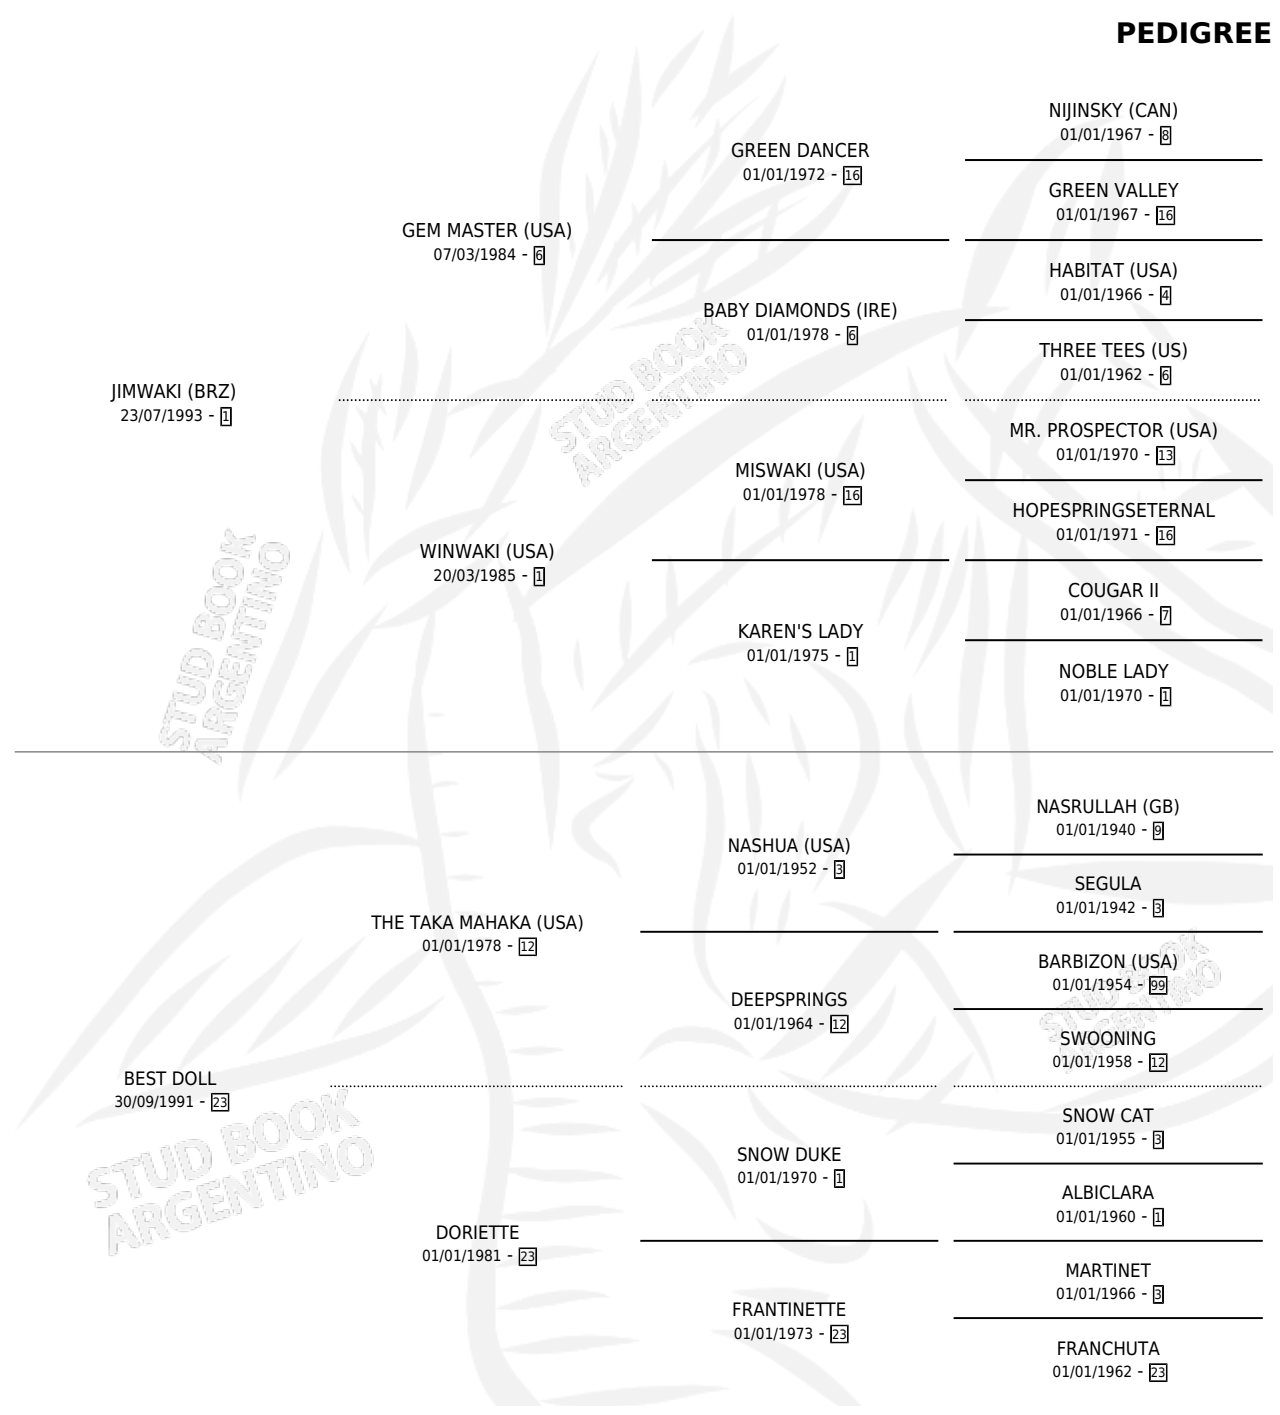 PEDIGREE
NIJINSKY (CAN)
01/01/1967 - 8
GREEN DANCER
01/01/1972 - 16
GREEN VALLEY
01/01/1967 - 16
GEM MASTER (USA)
07/03/1984 - 6
HABITAT (USA)
01/01/1966 - 4
BABY DIAMONDS (IRE)
01/01/1978 - 6
THREE TEES (US)
01/01/1962 - 6
JIMWAKI (BRZ)
23/07/1993 - 1
MR. PROSPECTOR (USA)
01/01/1970 - 13
MISWAKI (USA)
01/01/1978 - 16
HOPESPRINGSETERNAL
01/01/1971 - 16
WINWAKI (USA)
20/03/1985 - 1
COUGAR II
01/01/1966 - 7
KAREN'S LADY
01/01/1975 - 1
NOBLE LADY
01/01/1970 - 1
NASRULLAH (GB)
01/01/1940 - 9
NASHUA (USA)
01/01/1952 - 3
SEGULA
01/01/1942 - 3
THE TAKA MAHAKA (USA)
01/01/1978 - 12
BARBIZON (USA)
01/01/1954 - 99
DEEPSPRINGS
01/01/1964 - 12
SWOONING
01/01/1958 - 12
BEST DOLL
30/09/1991 - 23
SNOW CAT
01/01/1955 - 3
SNOW DUKE
01/01/1970 - 1
ALBICLARA
01/01/1960 - 1
DORIETTE
01/01/1981 - 23
MARTINET
01/01/1966 - 3
FRANTINETTE
01/01/1973 - 23
FRANCHUTA
01/01/1962 - 23
STUD BOOK
ARGENTINO
STUD BOOK
ARGENTINO
STUD BOOK
ARGENTINO
STUD BOOK
ARGENTINO